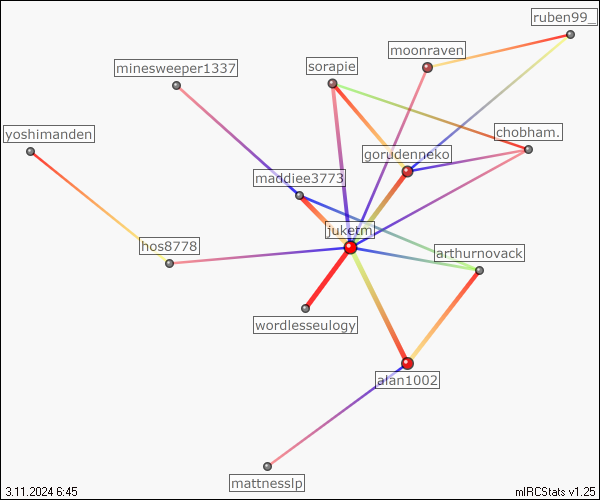 ruben99_
moonraven
sorapie
minesweeper1337
yoshimanden
chobham.
gorudenneko
maddiee3773
juketm
hos8778
arthurnovack
wordlesseulogy
alan1002
mattnesslp
3.11.2024 6:45
mIRCStats v1.25